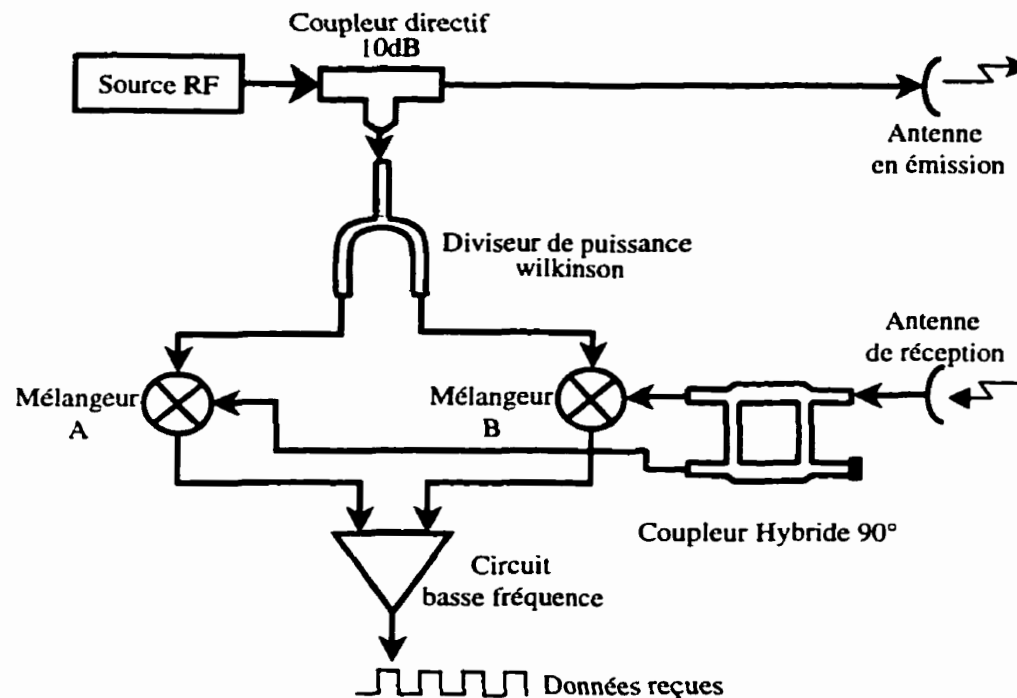 Coupleur directif
10dB
Source RF
Antenne
en émission
Diviseur de puissance
wilkinson
Antenne
de réception
Mélangeur
A
Mélangeur
B
Coupleur Hybride 90°
Circuit
basse fréquence
Données reçues